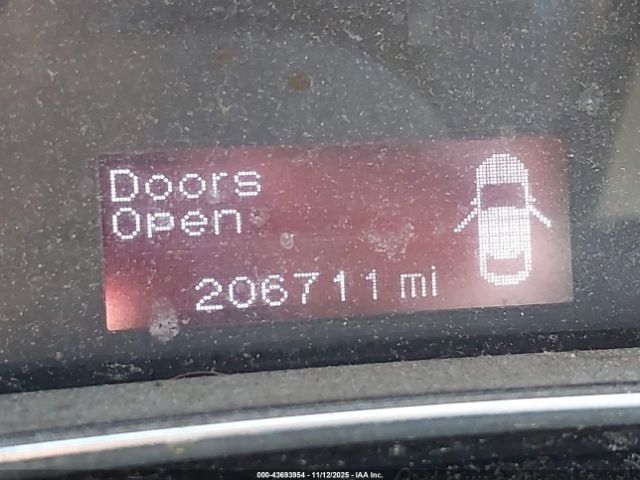 Doors
Open
206711 mi
000-43693954 - 11/12/2025 - IAA Inc.